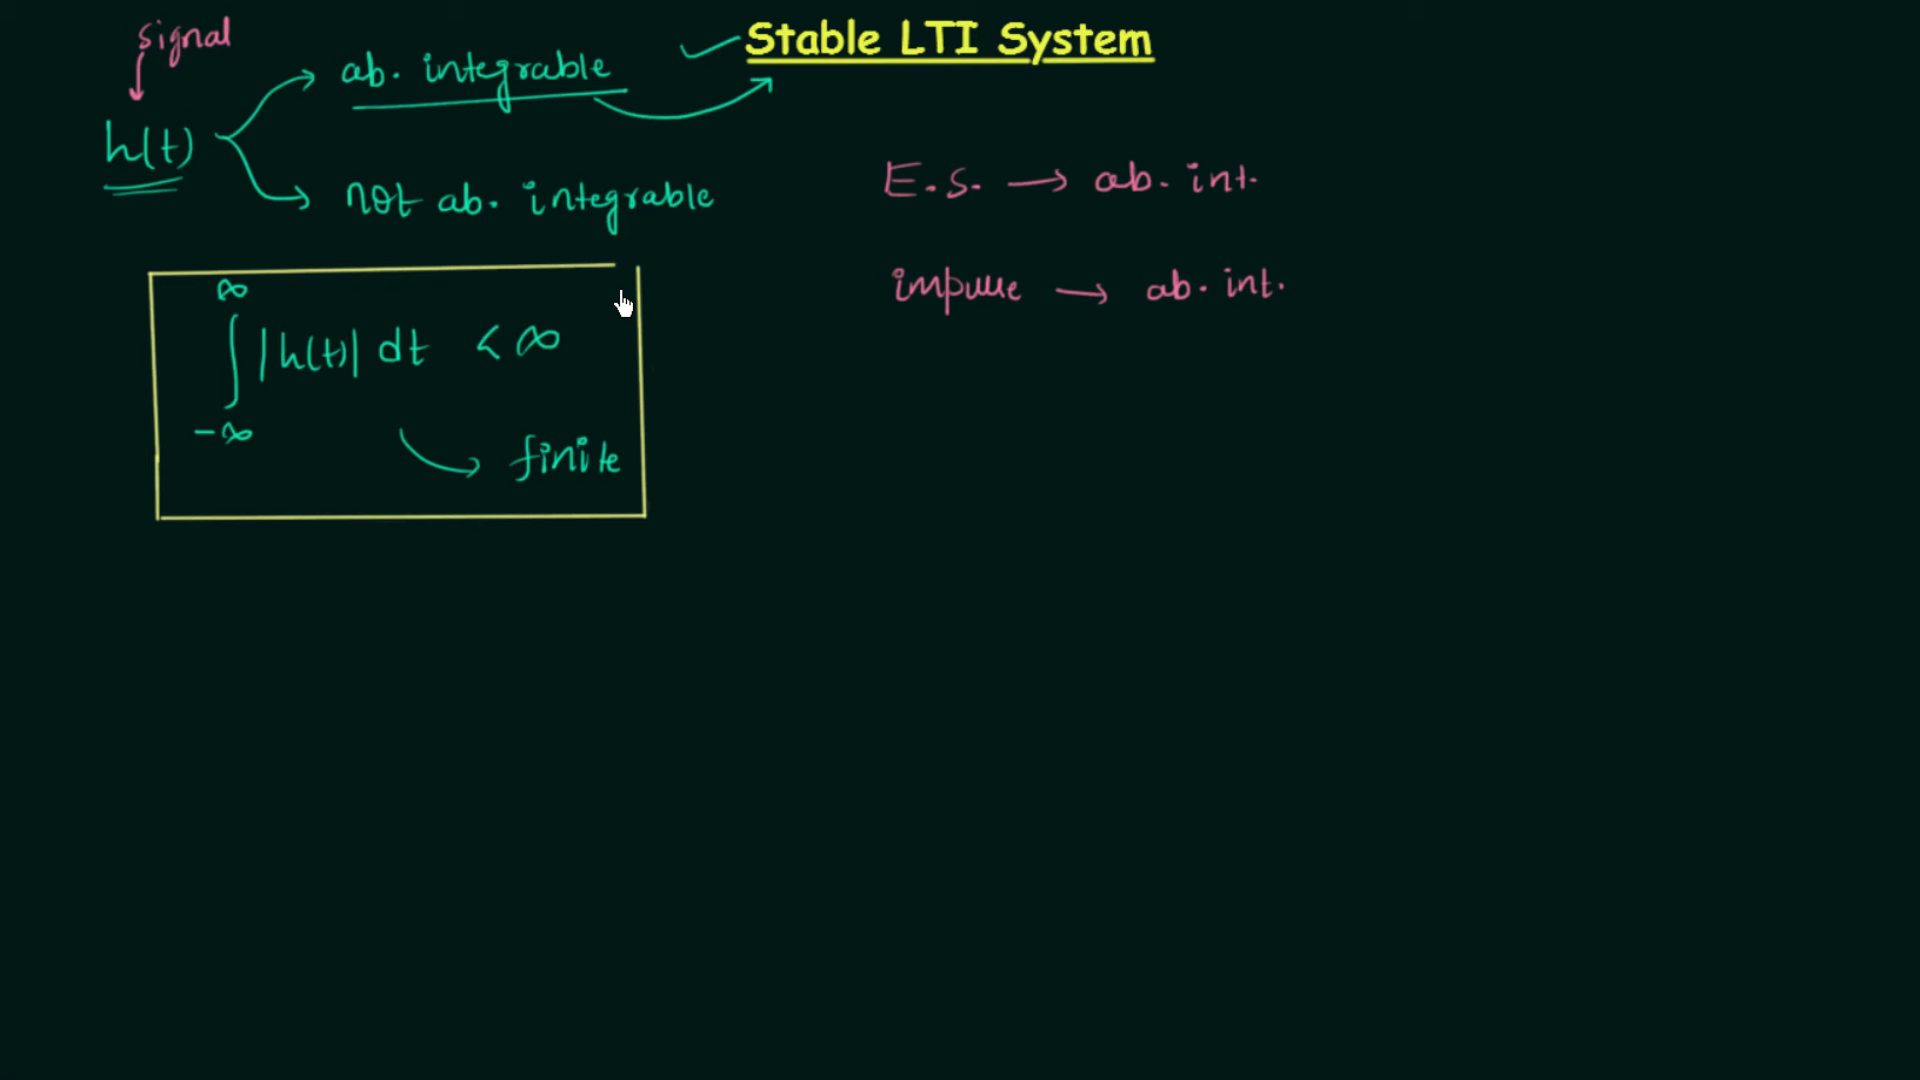 Stable LTI System
signal
h(t)
ab. integrable
not ab. integrable
∞
∫ |h(t)| dt < ∞
-∞
finite
E.S. → ab. int.
impulse → ab. int.